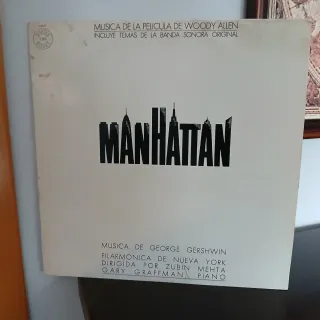 MUSICA DE LA PELICULA DE WOODY ALLEN
INCLUYE TEMAS DE LA BANDA SONORA ORIGINAL
MANHATTAN
MUSICA DE GEORGE GERSHWIN
FILARMONICA DE NUEVA YORK
DIRIGIDA POR ZUBIN MEHTA
GARY GRAFFMAN, PIANO